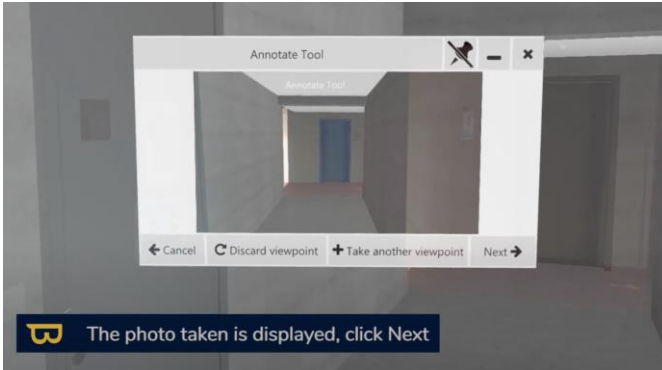 Annotate Tool
Annotate Tool
Cancel
Discard viewpoint
Take another viewpoint
Next
The photo taken is displayed, click Next